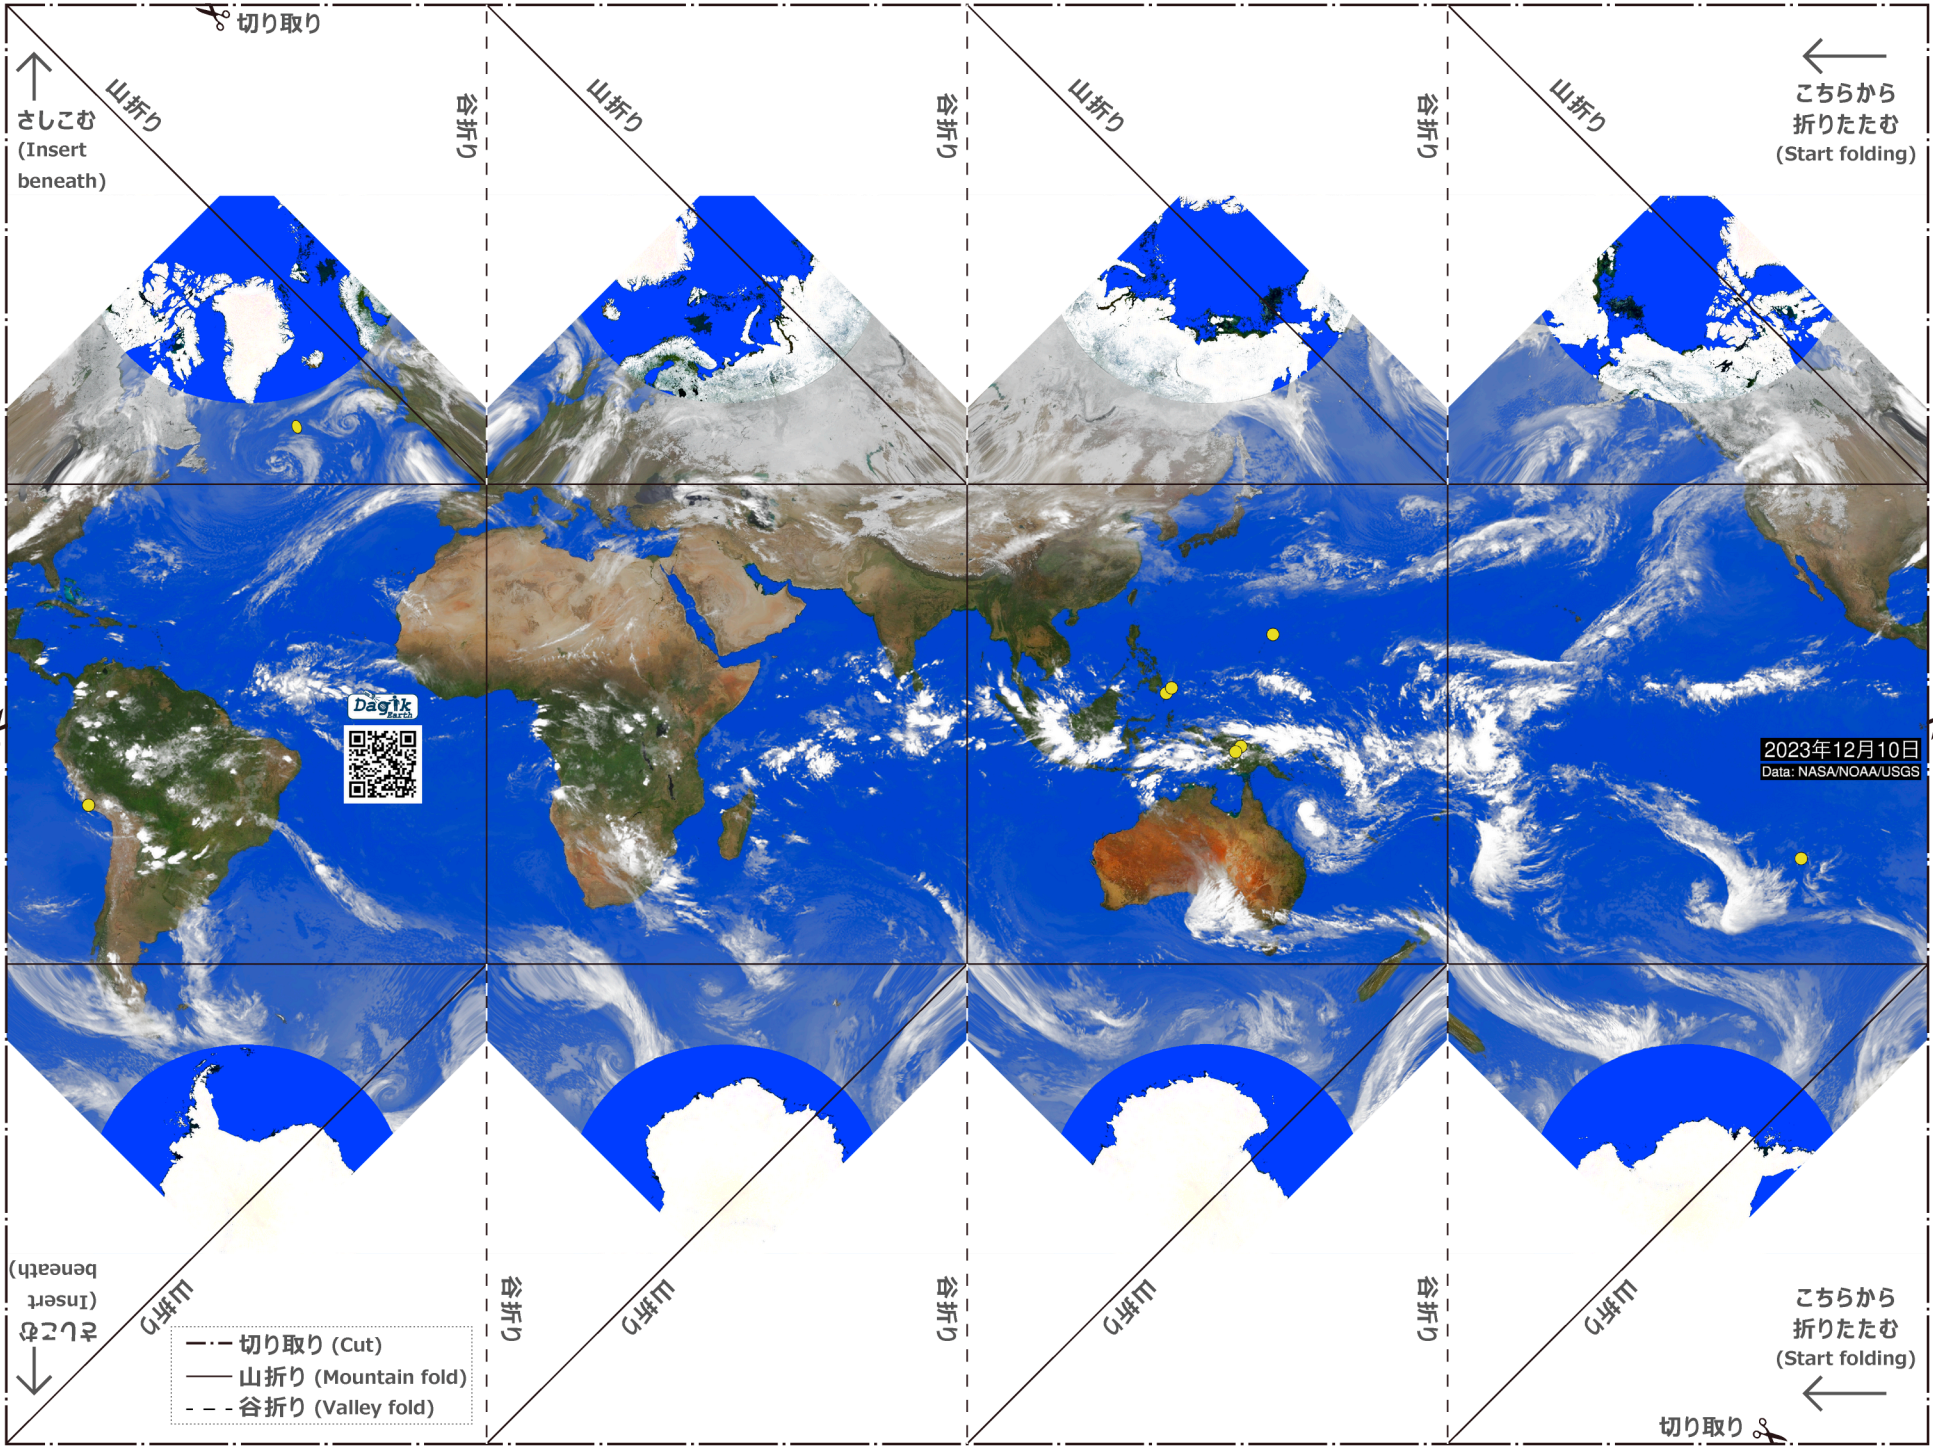 切り取り
さしこむ
(Insert
beneath)
山折り
谷折り
山折り
谷折り
山折り
谷折り
山折り
こちらから
折りたたむ
(Start folding)
Dagik
Earth
2023年12月10日
Data: NASA/NOAA/USGS
さしこむ
(Insert
beneath)
山折り
谷折り
山折り
谷折り
山折り
谷折り
山折り
こちらから
折りたたむ
(Start folding)
切り取り (Cut)
山折り (Mountain fold)
谷折り (Valley fold)
切り取り